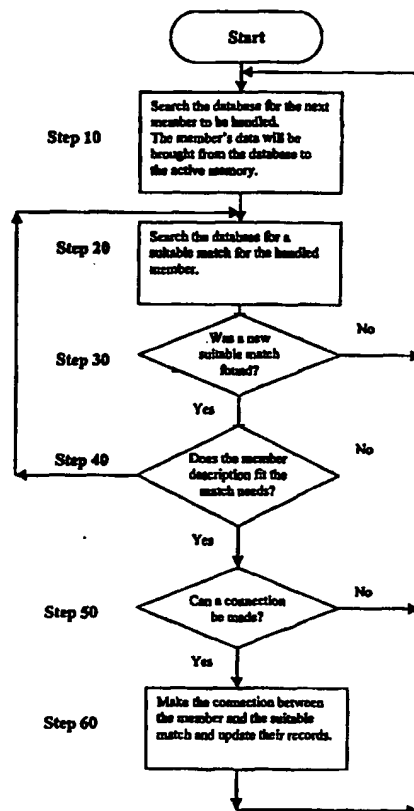 Start
Step 10
Search the database for the next
member to be handled.
The member's data will be
brought from the database to
the active memory.
Step 20
Search the database for a
suitable match for the handled
member.
Step 30
.Was a new
suitable match
found?
No
Yes
Step 40
Does the member
description fit the
match needs?
No
Yes
Step 50
Can a connection
be made?
No
Yes
Step 60
Make the connection between
the member and the suitable
match and update their records.